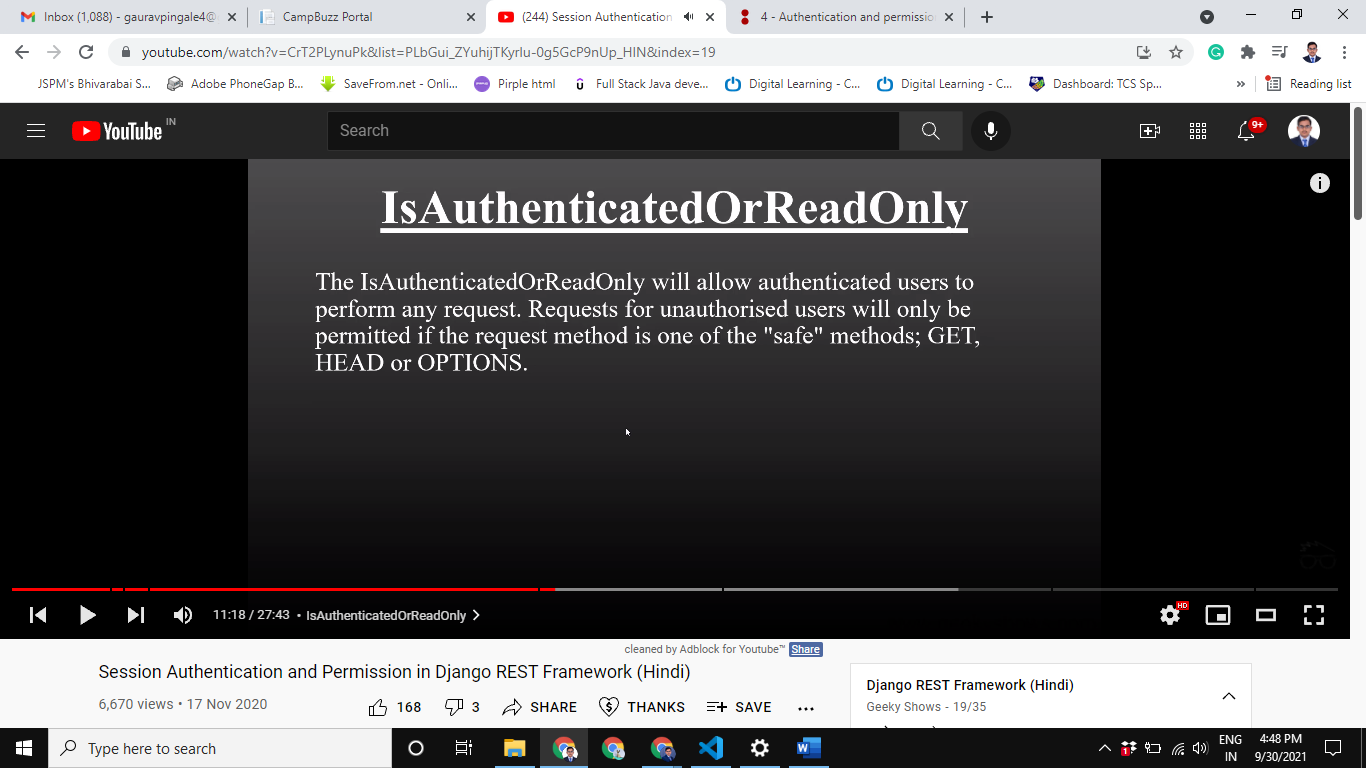 Inbox (1,088) - gauravpingale4@
CampBuzz Portal
(244) Session Authentication
4 - Authentication and permissio
youtube.com/watch?v=CrT2PLynuPk&list=PLbGui_ZYuhijTKyrlu-0g5GcP9nUp_HIN&index=19
JSPM's Bhivarabai S...
Adobe PhoneGap B...
SaveFrom.net - Onli...
Pirple html
Full Stack Java deve...
Digital Learning - C...
Digital Learning - C...
Dashboard: TCS Sp...
»
Reading list
YouTube IN
Search
9+
IsAuthenticatedOrReadOnly
The IsAuthenticatedOrReadOnly will allow authenticated users to
perform any request. Requests for unauthorised users will only be
permitted if the request method is one of the "safe" methods; GET,
HEAD or OPTIONS.
11:18 / 27:43 • IsAuthenticatedOrReadOnly
HD
cleaned by Adblock for Youtube™ Share
Session Authentication and Permission in Django REST Framework (Hindi)
6,670 views • 17 Nov 2020
168
3
SHARE
THANKS
SAVE
Django REST Framework (Hindi)
Geeky Shows - 19/35
Type here to search
ENG
IN
4:48 PM
9/30/2021